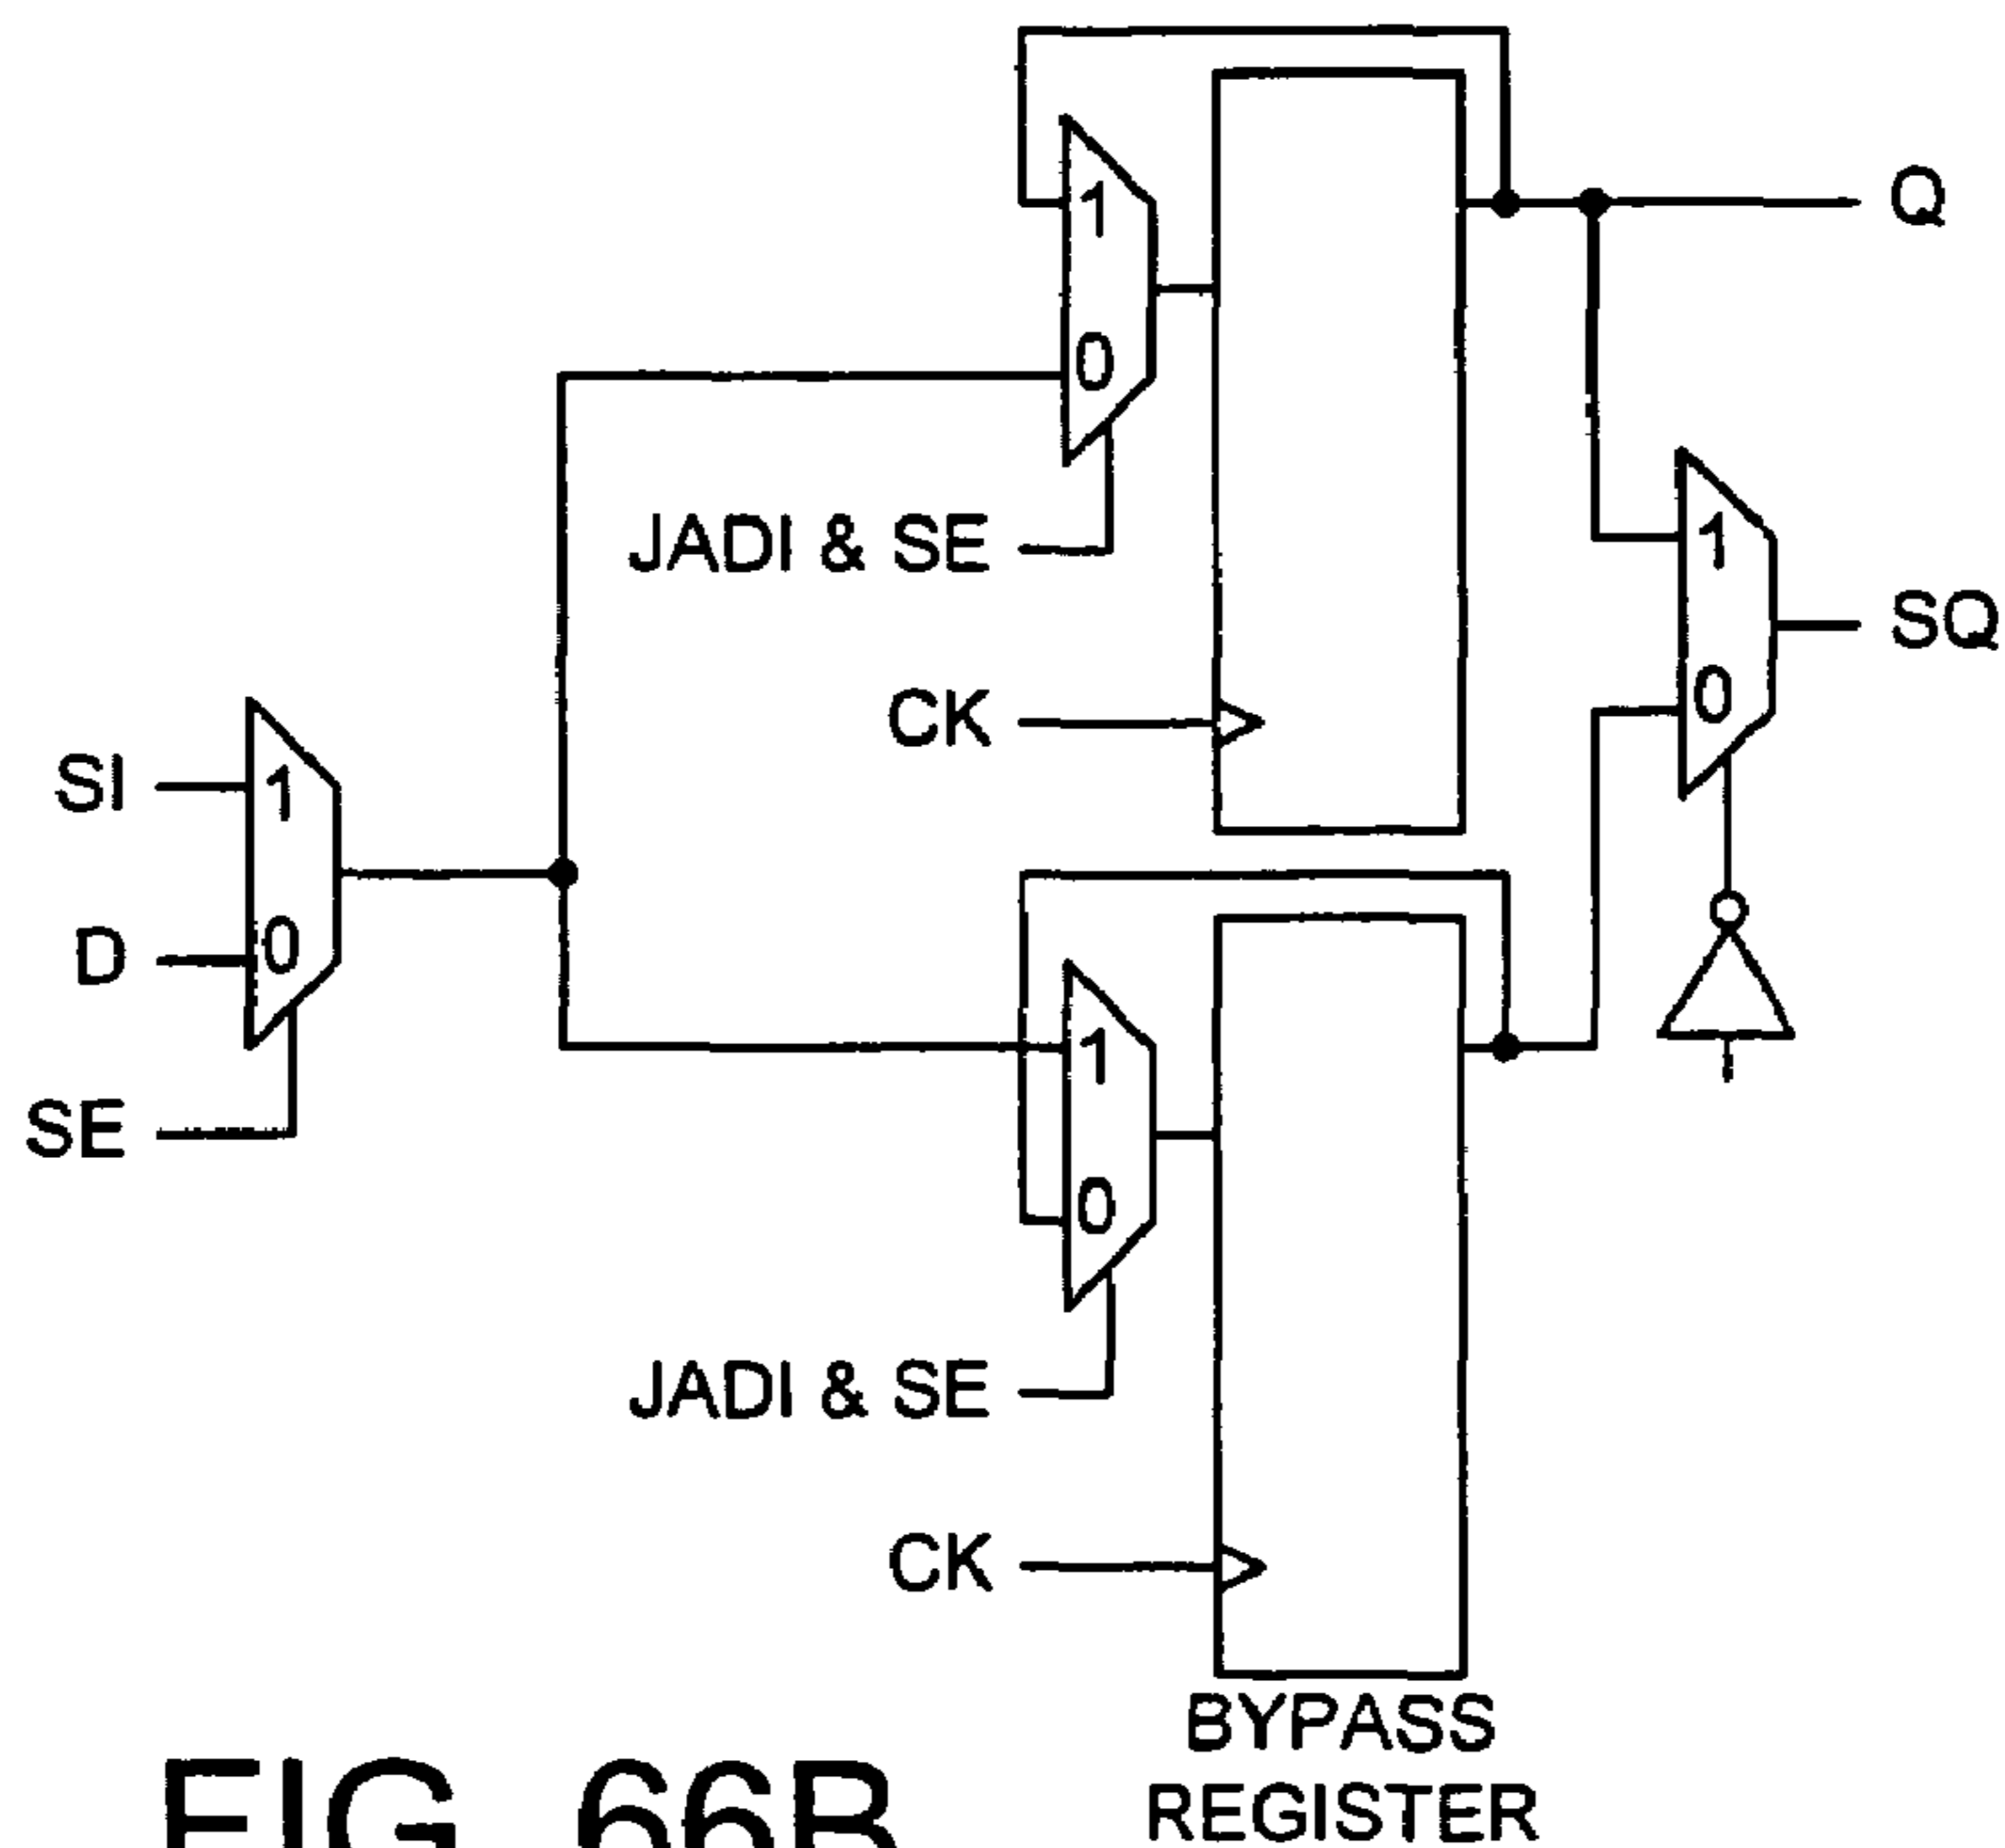 Q
1
0
JADI & SE
1
SQ
0
CK
SI
1
D
0
SE
1
0
JADI & SE
CK
BYPASS
REGISTER
FIG. 66B